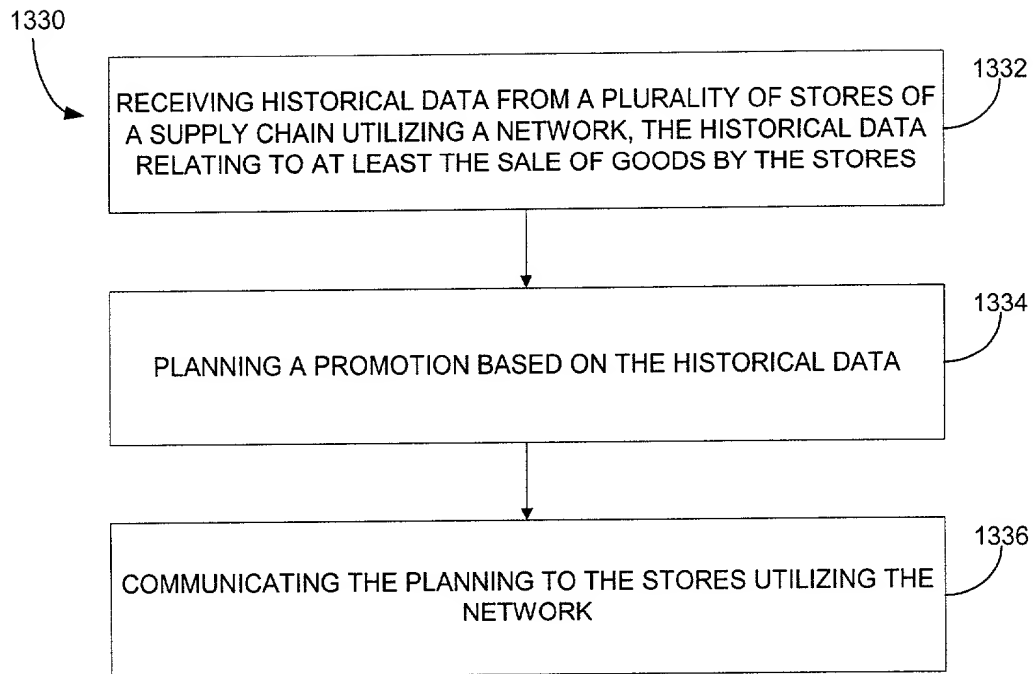 1330
1332
RECEIVING HISTORICAL DATA FROM A PLURALITY OF STORES OF
A SUPPLY CHAIN UTILIZING A NETWORK, THE HISTORICAL DATA
RELATING TO AT LEAST THE SALE OF GOODS BY THE STORES
1334
PLANNING A PROMOTION BASED ON THE HISTORICAL DATA
1336
COMMUNICATING THE PLANNING TO THE STORES UTILIZING THE
NETWORK